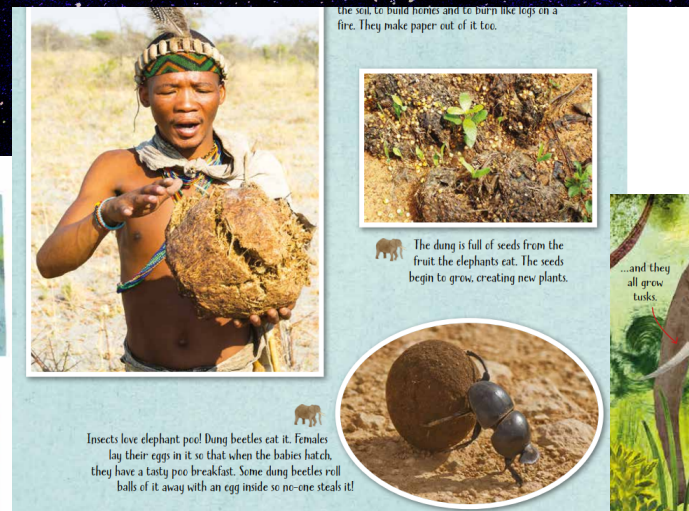 the soil, to build homes and to burn like logs on a
fire. They make paper out of it too.
The dung is full of seeds from the
fruit the elephants eat. The seeds
begin to grow, creating new plants.
...and they
all grow
tusks.
Insects love elephant poo! Dung beetles eat it. Females
lay their eggs in it so that when the babies hatch,
they have a tasty poo breakfast. Some dung beetles roll
balls of it away with an egg inside so no-one steals it!